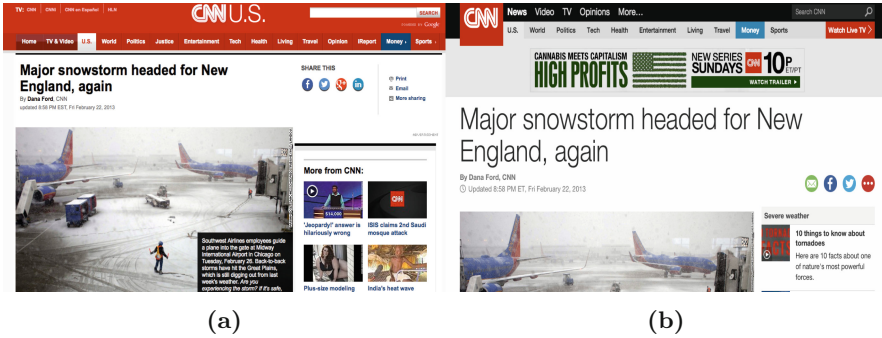 TV: CNN CNNi CNN en Español HLN
CNN U.S.
SEARCH
POWERED BY Google
Home TV & Video U.S. World Politics Justice Entertainment Tech Health Living Travel Opinion iReport Money Sports
Major snowstorm headed for New
England, again
By Dana Ford, CNN
updated 8:58 PM EST, Fri February 22, 2013
SHARE THIS
Print
Email
More sharing
Southwest Airlines employees guide
a plane into the gate at Midway
International Airport in Chicago on
Tuesday, February 26. Back-to-back
storms have hit the Great Plains,
which is still digging out from last
week's weather. Are you
experiencing the storm? If it's safe,
More from CNN:
$14,000
CNN
'Jeopardy!' answer is
hilariously wrong
ISIS claims 2nd Saudi
mosque attack
Plus-size modeling
India's heat wave
(a)
CNN
News Video TV Opinions More...
Search CNN
U.S. World Politics Tech Health Entertainment Living Travel Money Sports
Watch Live TV
CANNABIS MEETS CAPITALISM
HIGH PROFITS
NEW SERIES
SUNDAYS CNN 10P
ET/PT
WATCH TRAILER
Major snowstorm headed for New
England, again
By Dana Ford, CNN
Updated 8:58 PM ET, Fri February 22, 2013
Severe weather
10 things to know about
tornadoes
Here are 10 facts about one
of nature's most powerful
forces.
(b)